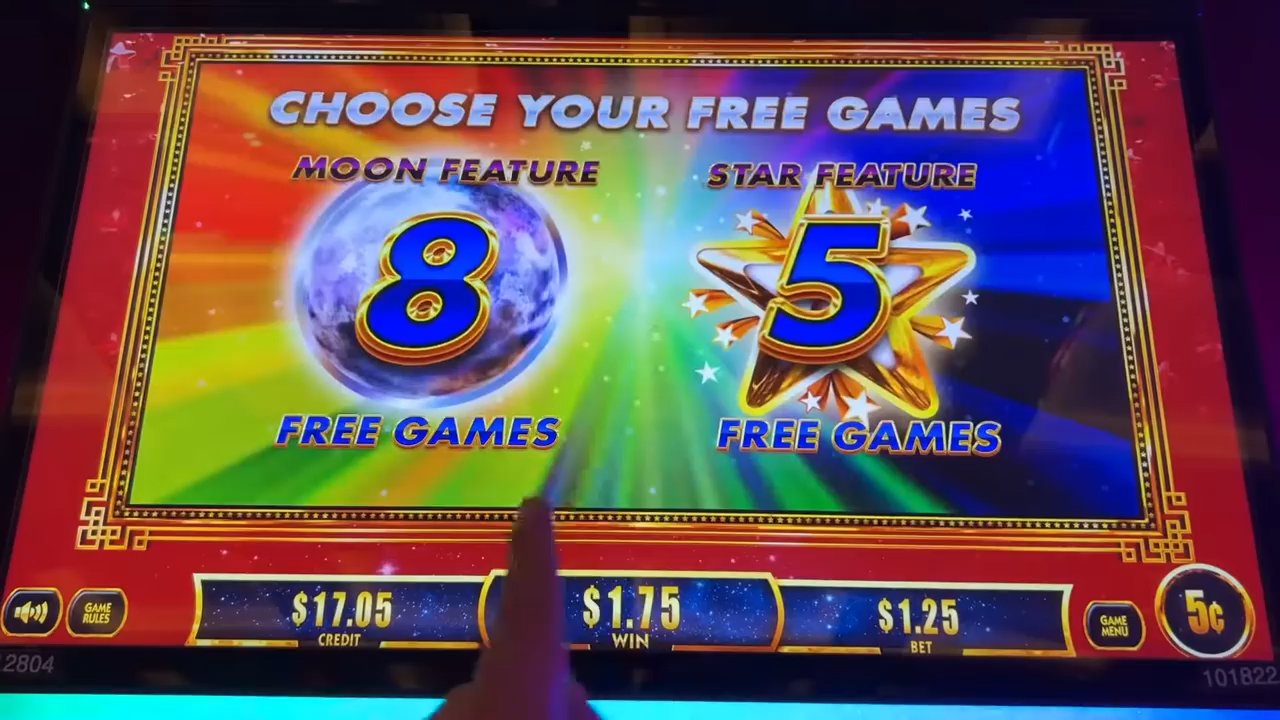 CHOOSE YOUR FREE GAMES
MOON FEATURE
STAR FEATURE
8
5
FREE GAMES
FREE GAMES
GAME
RULES
$17.05
CREDIT
$1.75
WIN
$1.25
BET
GAME
MENU
5¢
2804
101822